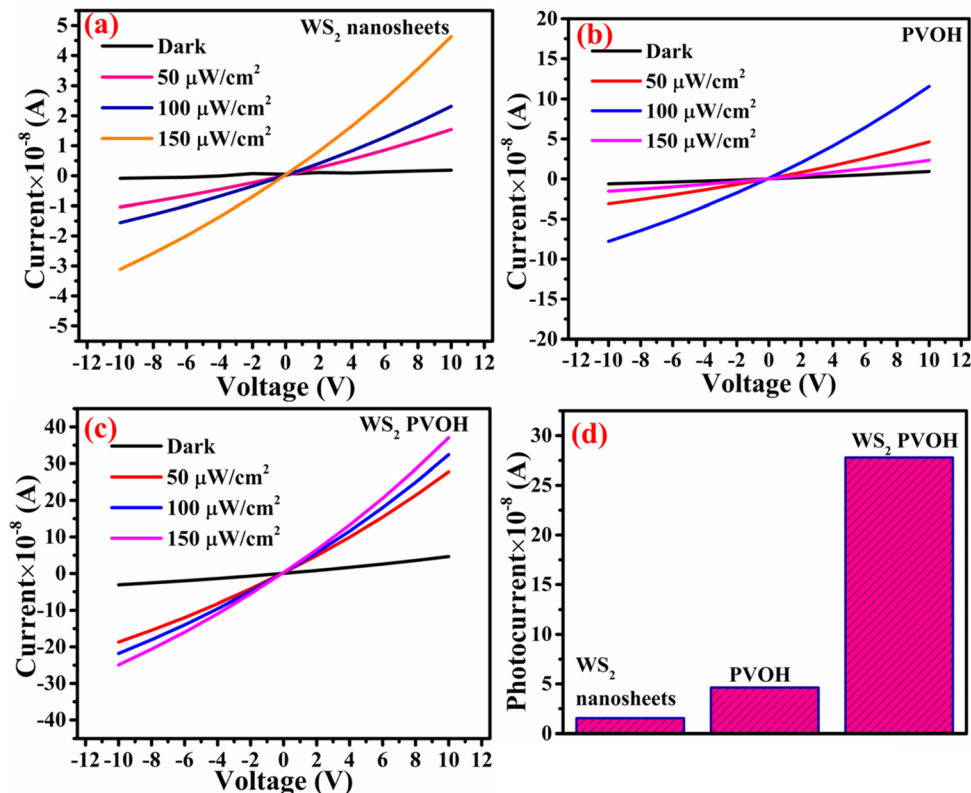 (a)
WS₂ nanosheets
Dark
50 μW/cm²
100 μW/cm²
150 μW/cm²
Current×10⁻⁸ (A)
5
4
3
2
1
0
-1
-2
-3
-4
-5
-12 -10 -8 -6 -4 -2 0 2 4 6 8 10 12
Voltage (V)
(b)
PVOH
Dark
50 μW/cm²
100 μW/cm²
150 μW/cm²
Current×10⁻⁸ (A)
20
15
10
5
0
-5
-10
-15
-20
-12 -10 -8 -6 -4 -2 0 2 4 6 8 10 12
Voltage (V)
(c)
WS₂ PVOH
Dark
50 μW/cm²
100 μW/cm²
150 μW/cm²
Current×10⁻⁸ (A)
40
30
20
10
0
-10
-20
-30
-40
-12 -10 -8 -6 -4 -2 0 2 4 6 8 10 12
Voltage (V)
(d)
WS₂ PVOH
Photocurrent×10⁻⁸ (A)
30
25
20
15
10
5
0
WS₂
nanosheets
PVOH